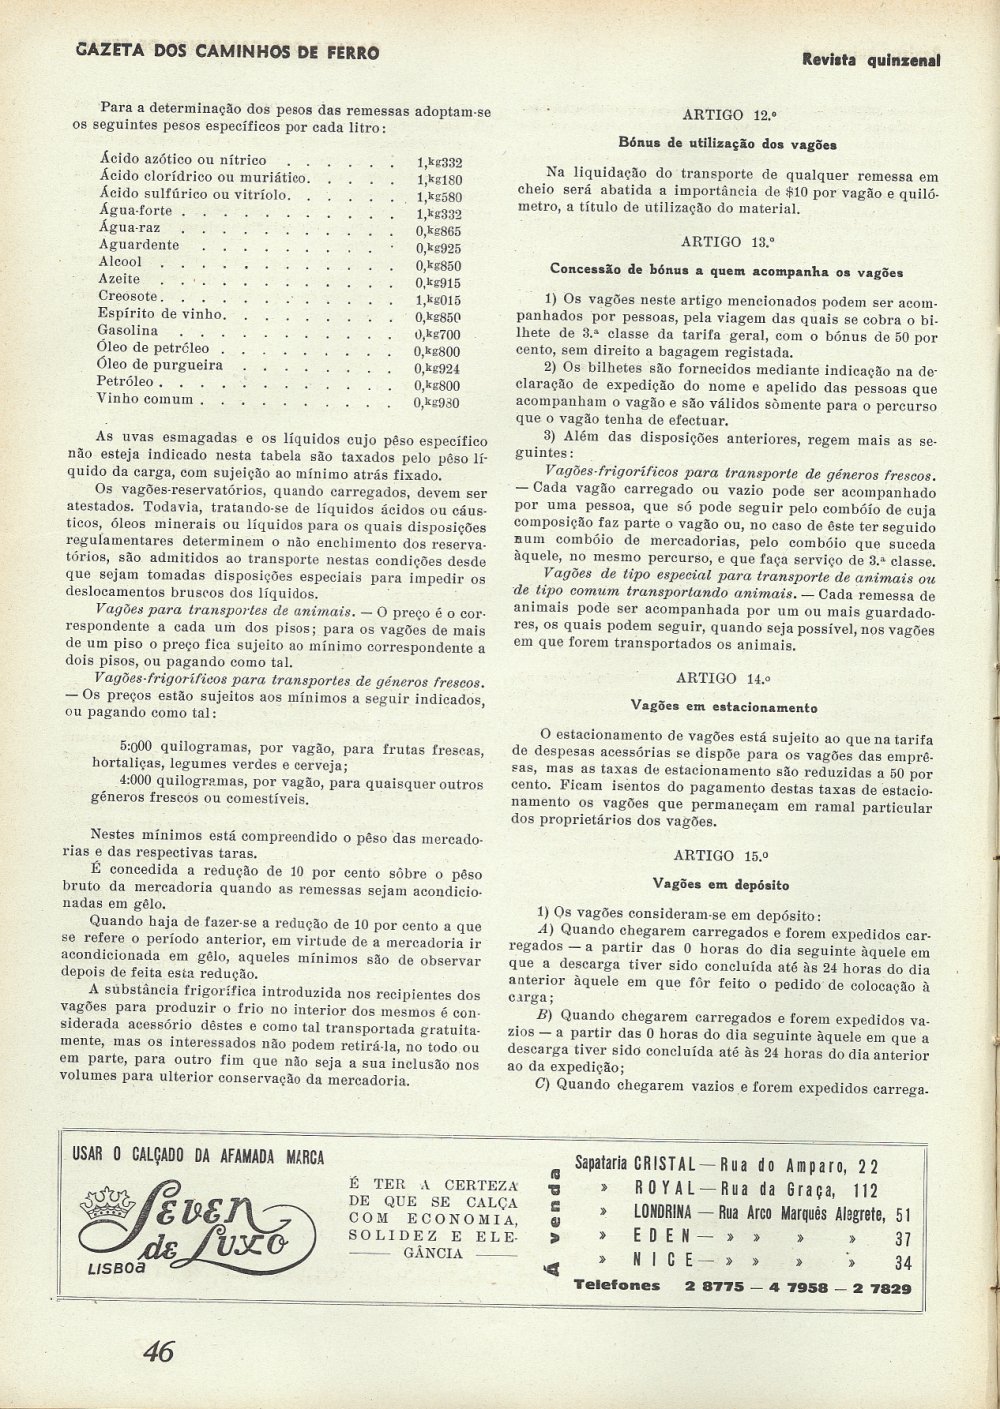 GAZETA DOS CAMINHOS DE FERRO
Revista quinzenal
Para a determinação dos pesos das remessas adoptam-se
os seguintes pesos específicos por cada litro:
Ácido azótico ou nítrico . . . . . . 1,kg332
Ácido clorídrico ou muriático. . . . . 1,kg180
Ácido sulfúrico ou vitríolo. . . . . . 1,kg580
Água-forte . . . . . . . . . . . 1,kg332
Água-raz . . . . . . . . . . . 0,kg865
Aguardente . . . . . . . . . . 0,kg925
Alcool . . . . . . . . . . . . 0,kg850
Azeite . . . . . . . . . . . . 0,kg915
Creosote. . . . . . . . . . . . 1,kg015
Espírito de vinho. . . . . . . . . 0,kg850
Gasolina . . . . . . . . . . . 0,kg700
Óleo de petróleo . . . . . . . . . 0,kg800
Óleo de purgueira . . . . . . . . 0,kg924
Petróleo . . . . . . . . . . . . 0,kg800
Vinho comum . . . . . . . . . . 0,kg980
As uvas esmagadas e os líquidos cujo pêso específico
não esteja indicado nesta tabela são taxados pelo pêso lí-
quido da carga, com sujeição ao mínimo atrás fixado.
Os vagões-reservatórios, quando carregados, devem ser
atestados. Todavia, tratando-se de líquidos ácidos ou cáus-
ticos, óleos minerais ou líquidos para os quais disposições
regulamentares determinem o não enchimento dos reserva-
tórios, são admitidos ao transporte nestas condições desde
que sejam tomadas disposições especiais para impedir os
deslocamentos bruscos dos líquidos.
Vagões para transportes de animais. — O preço é o cor-
respondente a cada um dos pisos; para os vagões de mais
de um piso o preço fica sujeito ao mínimo correspondente a
dois pisos, ou pagando como tal.
Vagões-frigoríficos para transportes de géneros frescos.
— Os preços estão sujeitos aos mínimos a seguir indicados,
ou pagando como tal:
5:000 quilogramas, por vagão, para frutas frescas,
hortaliças, legumes verdes e cerveja;
4:000 quilogramas, por vagão, para quaisquer outros
géneros frescos ou comestíveis.
Nestes mínimos está compreendido o pêso das mercado-
rias e das respectivas taras.
É concedida a redução de 10 por cento sôbre o pêso
bruto da mercadoria quando as remessas sejam acondicio-
nadas em gêlo.
Quando haja de fazer-se a redução de 10 por cento a que
se refere o período anterior, em virtude de a mercadoria ir
acondicionada em gêlo, aqueles mínimos são de observar
depois de feita esta redução.
A substância frigorífica introduzida nos recipientes dos
vagões para produzir o frio no interior dos mesmos é con-
siderada acessório dêstes e como tal transportada gratuita-
mente, mas os interessados não podem retirá-la, no todo ou
em parte, para outro fim que não seja a sua inclusão nos
volumes para ulterior conservação da mercadoria.
ARTIGO 12.º
Bónus de utilização dos vagões
Na liquidação do transporte de qualquer remessa em
cheio será abatida a importância de $10 por vagão e quiló-
metro, a título de utilização do material.
ARTIGO 13.º
Concessão de bónus a quem acompanha os vagões
1) Os vagões neste artigo mencionados podem ser acom-
panhados por pessoas, pela viagem das quais se cobra o bi-
lhete de 3.ª classe da tarifa geral, com o bónus de 50 por
cento, sem direito a bagagem registada.
2) Os bilhetes são fornecidos mediante indicação na de-
claração de expedição do nome e apelido das pessoas que
acompanham o vagão e são válidos sòmente para o percurso
que o vagão tenha de efectuar.
3) Além das disposições anteriores, regem mais as se-
guintes:
Vagões-frigoríficos para transporte de géneros frescos.
— Cada vagão carregado ou vazio pode ser acompanhado
por uma pessoa, que só pode seguir pelo combóio de cuja
composição faz parte o vagão ou, no caso de êste ter seguido
num combóio de mercadorias, pelo combóio que suceda
àquele, no mesmo percurso, e que faça serviço de 3.ª classe.
Vagões de tipo especial para transporte de animais ou
de tipo comum transportando animais. — Cada remessa de
animais pode ser acompanhada por um ou mais guardado-
res, os quais podem seguir, quando seja possível, nos vagões
em que forem transportados os animais.
ARTIGO 14.º
Vagões em estacionamento
O estacionamento de vagões está sujeito ao que na tarifa
de despesas acessórias se dispõe para os vagões das emprê-
sas, mas as taxas de estacionamento são reduzidas a 50 por
cento. Ficam isentos do pagamento destas taxas de estacio-
namento os vagões que permaneçam em ramal particular
dos proprietários dos vagões.
ARTIGO 15.º
Vagões em depósito
1) Os vagões consideram-se em depósito:
A) Quando chegarem carregados e forem expedidos car-
regados — a partir das 0 horas do dia seguinte àquele em
que a descarga tiver sido concluída até às 24 horas do dia
anterior àquele em que fôr feito o pedido de colocação à
carga;
B) Quando chegarem carregados e forem expedidos va-
zios — a partir das 0 horas do dia seguinte àquele em que a
descarga tiver sido concluída até às 24 horas do dia anterior
ao da expedição;
C) Quando chegarem vazios e forem expedidos carrega-
USAR O CALÇADO DA AFAMADA MARCA
Seven
de Luxo
LISBOA
É TER A CERTEZA
DE QUE SE CALÇA
COM ECONOMIA,
SOLIDEZ E ELE-
—— GÂNCIA ——
Á venda
Sapataria CRISTAL — Rua do Amparo, 22
» ROYAL — Rua da Graça, 112
» LONDRINA — Rua Arco Marquês Alegrete, 51
» EDEN — » » » » 37
» NICE — » » » » 34
Telefones 2 8775 — 4 7958 — 2 7829
46